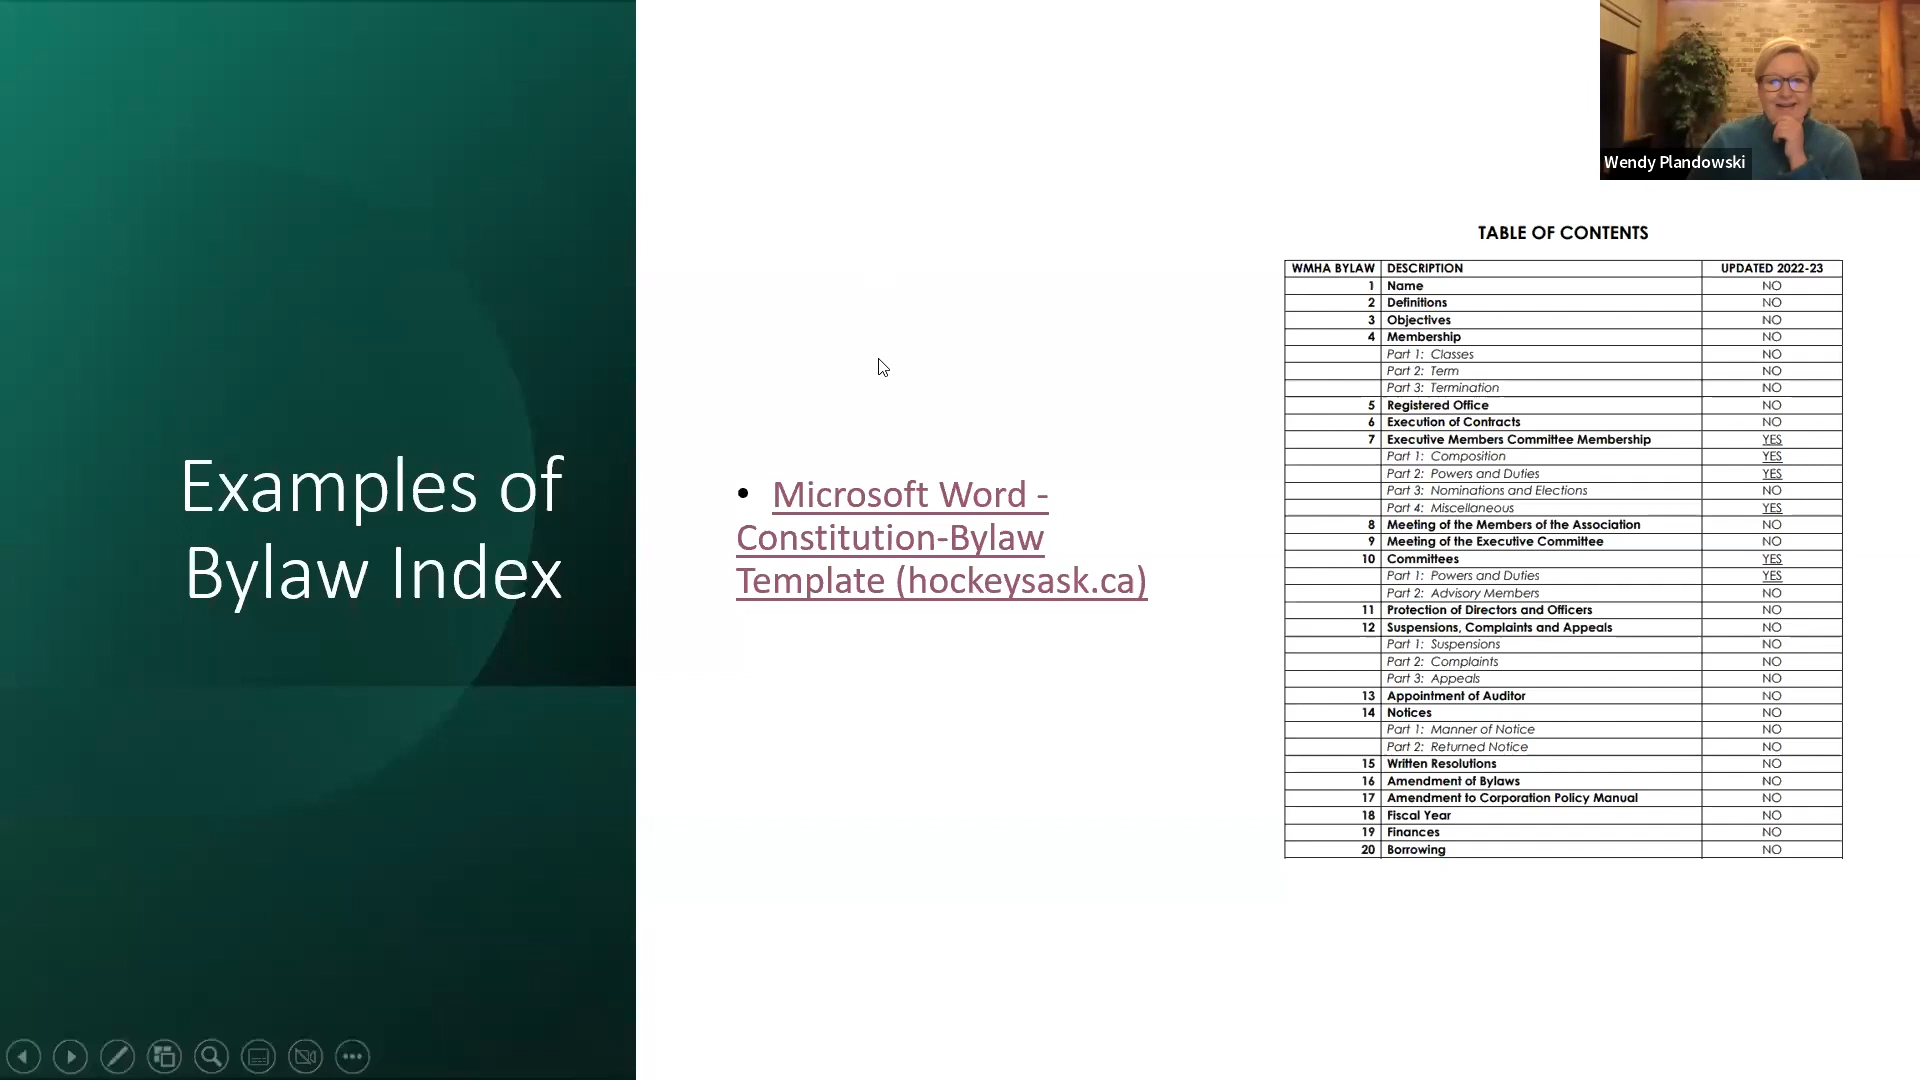 Wendy Plandowski
Examples of
Bylaw Index
• Microsoft Word -
Constitution-Bylaw
Template (hockeysask.ca)
TABLE OF CONTENTS
WMHA BYLAW DESCRIPTION UPDATED 2022-23
1 Name NO
2 Definitions NO
3 Objectives NO
4 Membership NO
Part 1: Classes NO
Part 2: Term NO
Part 3: Termination NO
5 Registered Office NO
6 Execution of Contracts NO
7 Executive Members Committee Membership YES
Part 1: Composition YES
Part 2: Powers and Duties YES
Part 3: Nominations and Elections NO
Part 4: Miscellaneous YES
8 Meeting of the Members of the Association NO
9 Meeting of the Executive Committee NO
10 Committees YES
Part 1: Powers and Duties YES
Part 2: Advisory Members NO
11 Protection of Directors and Officers NO
12 Suspensions, Complaints and Appeals NO
Part 1: Suspensions NO
Part 2: Complaints NO
Part 3: Appeals NO
13 Appointment of Auditor NO
14 Notices NO
Part 1: Manner of Notice NO
Part 2: Returned Notice NO
15 Written Resolutions NO
16 Amendment of Bylaws NO
17 Amendment to Corporation Policy Manual NO
18 Fiscal Year NO
19 Finances NO
20 Borrowing NO